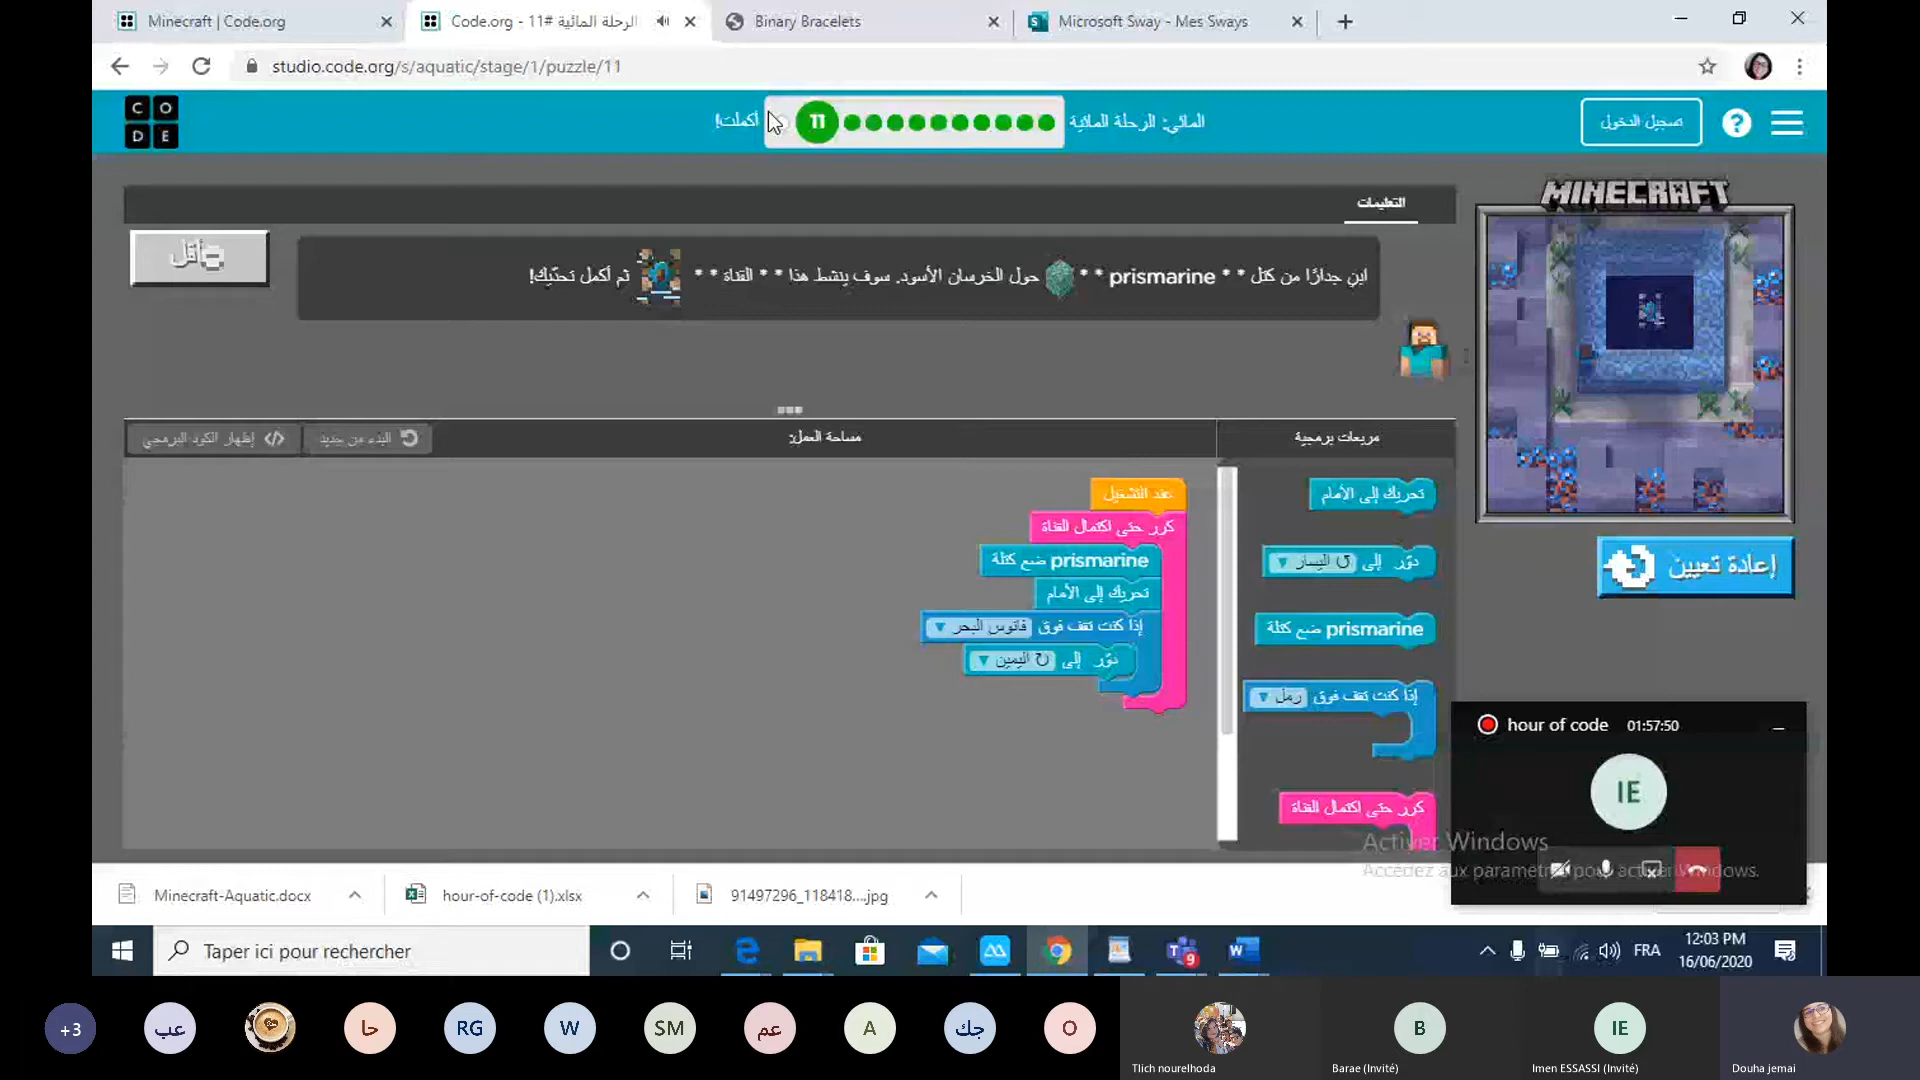 Minecraft | Code.org
Code.org - الرحلة المائية #11
Binary Bracelets
Microsoft Sway - Mes Sways
studio.code.org/s/aquatic/stage/1/puzzle/11
C O
D E
المائي: الرحلة المائية
11
أكملت!
تسجيل الدخول
?
التعليمات
MINECRAFT
أقل
ابنِ جدارًا من كتل * * prismarine * * حول الخرسان الأسود. سوف ينشط هذا * * القناة * * ثم أكمل تحدّيك!
مربعات برمجية
مساحة العمل:
البدء من جديد
إظهار الكود البرمجي
عند التشغيل
كرر حتى اكتمال القناة
prismarine ضع كتلة
تحريك إلى الأمام
إذا كنت تقف فوق فانوس البحر
دوّر إلى اليمين
تحريك إلى الأمام
دوّر إلى اليسار
prismarine ضع كتلة
إذا كنت تقف فوق رمل
كرر حتى اكتمال القناة
إعادة تعيين
hour of code 01:57:50
IE
Activer Windows
Accédez aux paramètres pour activer Windows.
Minecraft-Aquatic.docx
hour-of-code (1).xlsx
91497296_118418....jpg
Taper ici pour rechercher
9
FRA
12:03 PM
16/06/2020
+3
عب
حا
RG
W
SM
عم
A
جك
O
B
IE
Tlich nourelhoda
Barae (Invité)
Imen ESSASSI (Invité)
Douha jemai